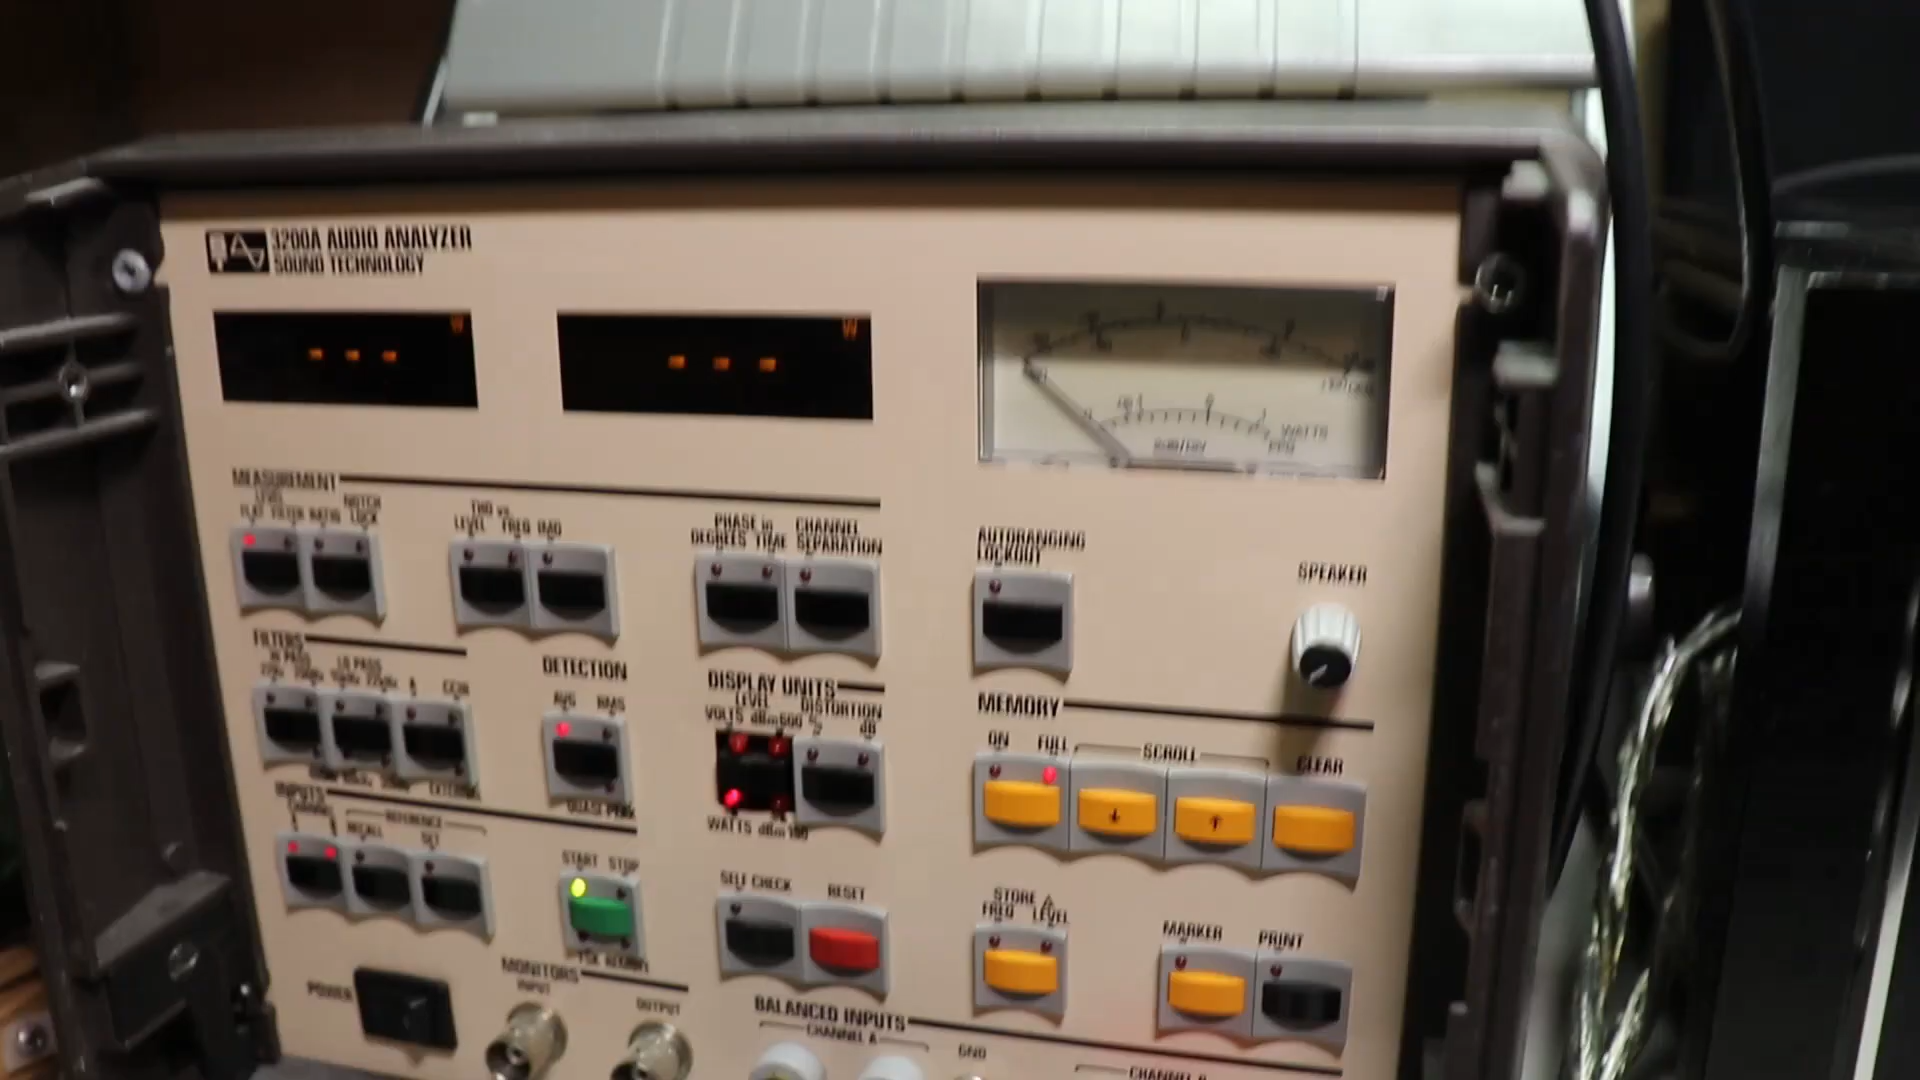 3200A AUDIO ANALYZER
SOUND TECHNOLOGY
W
W
WATTS
MEASUREMENT
LEVEL
FLAT FILTER RATIO
NOTCH
LOCK
THD vs.
LEVEL FREQ IMD
PHASE in
DEGREES TIME
CHANNEL
SEPARATION
AUTORANGING
LOCKOUT
SPEAKER
FILTERS
HI PASS
LO PASS
A
CCIR
EXTERNAL
DETECTION
AVG RMS
QUASI PEAK
DISPLAY UNITS
LEVEL
VOLTS dBm600
DISTORTION
% dB
WATTS dBm150
MEMORY
ON FULL
SCROLL
CLEAR
INPUTS
CHANNEL
REFERENCE
RECALL
SET
START STOP
SELF CHECK
RESET
STORE Δ
FREQ LEVEL
MARKER
PRINT
POWER
MONITORS
INPUT
OUTPUT
BALANCED INPUTS
CHANNEL A
GND